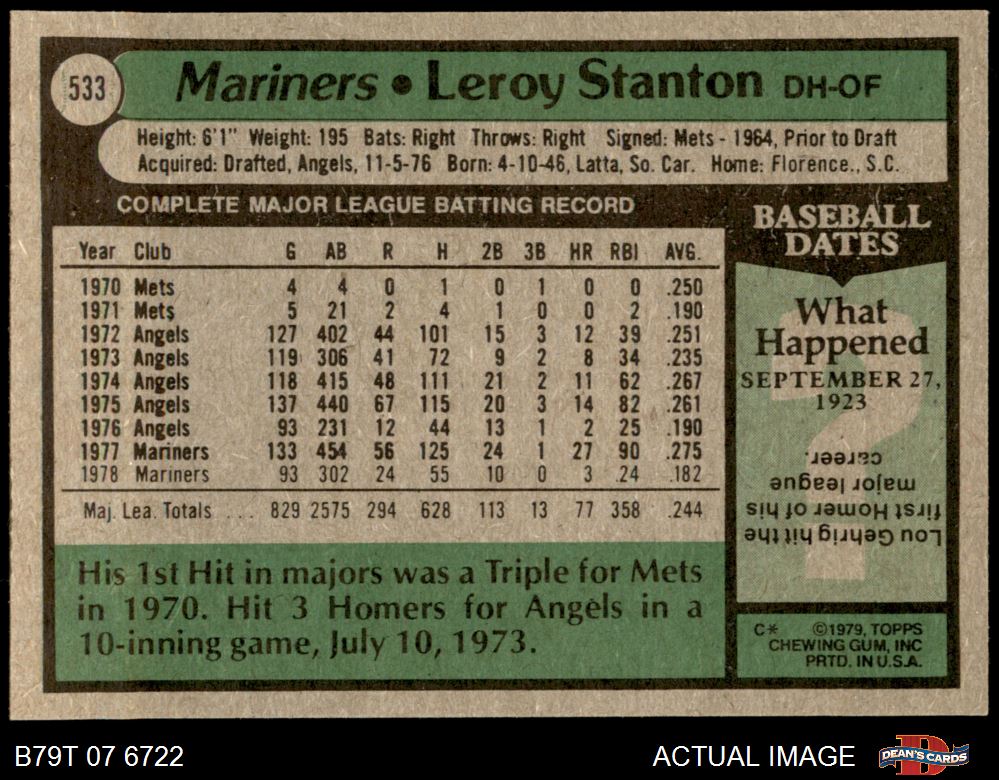 533
Mariners • Leroy Stanton DH-OF
Height: 6'1" Weight: 195 Bats: Right Throws: Right Signed: Mets - 1964, Prior to Draft
Acquired: Drafted, Angels, 11-5-76 Born: 4-10-46, Latta, So. Car. Home: Florence., S.C.
COMPLETE MAJOR LEAGUE BATTING RECORD
Year Club G AB R H 2B 3B HR RBI AVG.
1970 Mets 4 4 0 1 0 1 0 0 .250
1971 Mets 5 21 2 4 1 0 0 2 .190
1972 Angels 127 402 44 101 15 3 12 39 .251
1973 Angels 119 306 41 72 9 2 8 34 .235
1974 Angels 118 415 48 111 21 2 11 62 .267
1975 Angels 137 440 67 115 20 3 14 82 .261
1976 Angels 93 231 12 44 13 1 2 25 .190
1977 Mariners 133 454 56 125 24 1 27 90 .275
1978 Mariners 93 302 24 55 10 0 3 24 .182
Maj. Lea. Totals ... 829 2575 294 628 113 13 77 358 .244
His 1st Hit in majors was a Triple for Mets
in 1970. Hit 3 Homers for Angels in a
10-inning game, July 10, 1973.
BASEBALL
DATES
What
Happened
SEPTEMBER 27,
1923
Lou Gehrig hit the
first Homer of his
major league
career.
?
C* ©1979, TOPPS
CHEWING GUM, INC
PRTD. IN U.S.A.
B79T 07 6722
ACTUAL IMAGE
D
DEAN'S CARDS